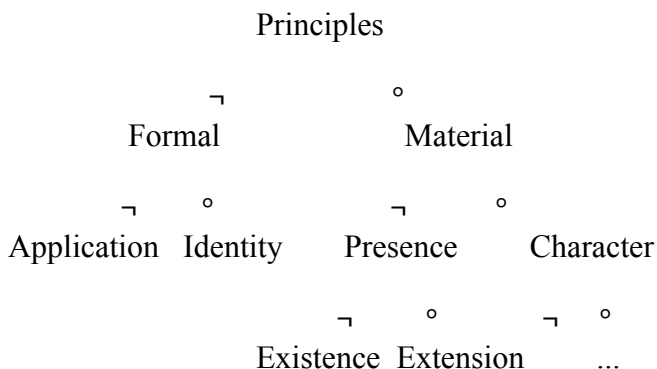 Principles
¬ °
Formal Material
¬ ° ¬ °
Application Identity Presence Character
¬ ° ¬ °
Existence Extension ...